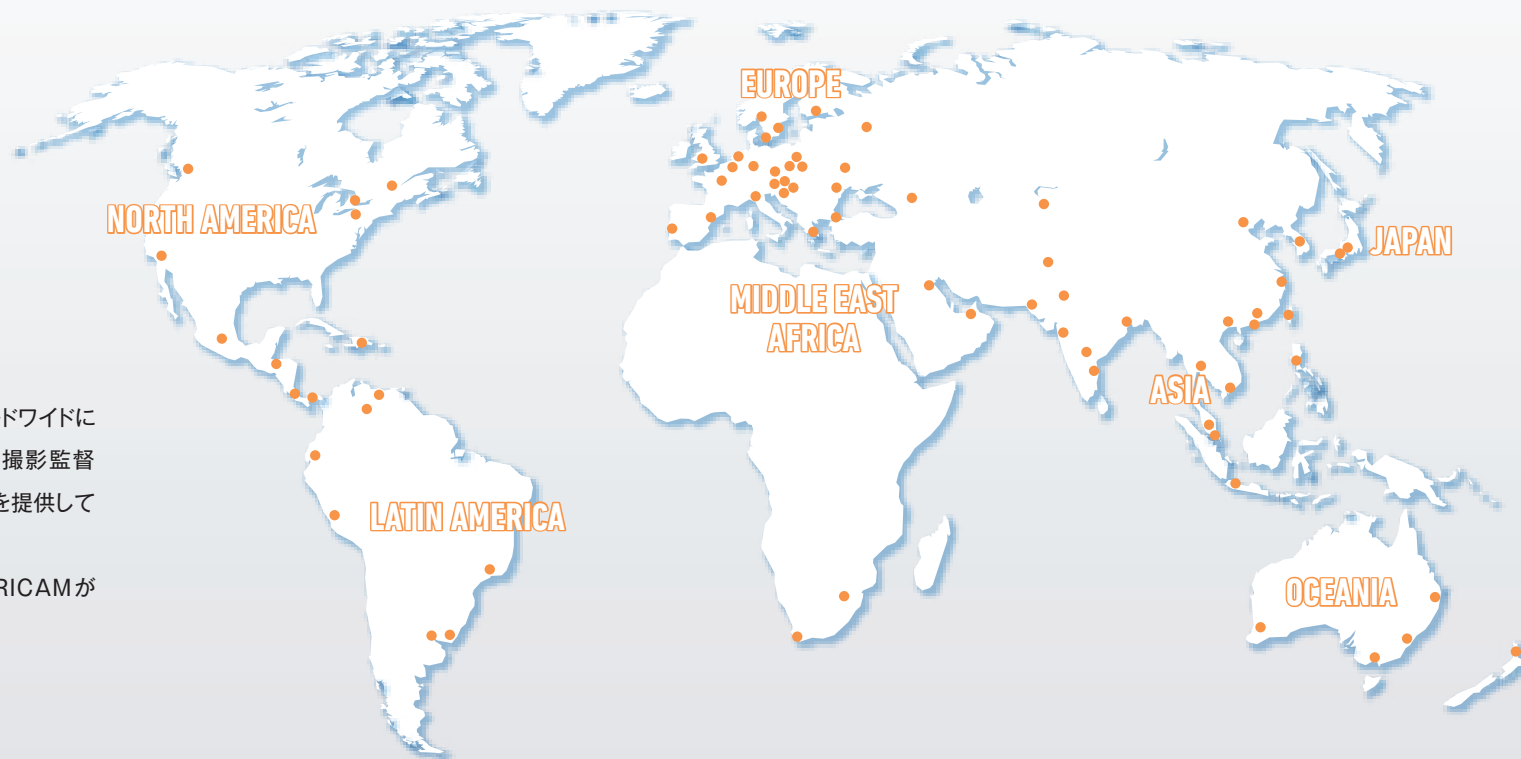 EUROPE
NORTH AMERICA
JAPAN
MIDDLE EAST
AFRICA
ASIA
ドワイドに
撮影監督
を提供して
LATIN AMERICA
RICAMが
OCEANIA